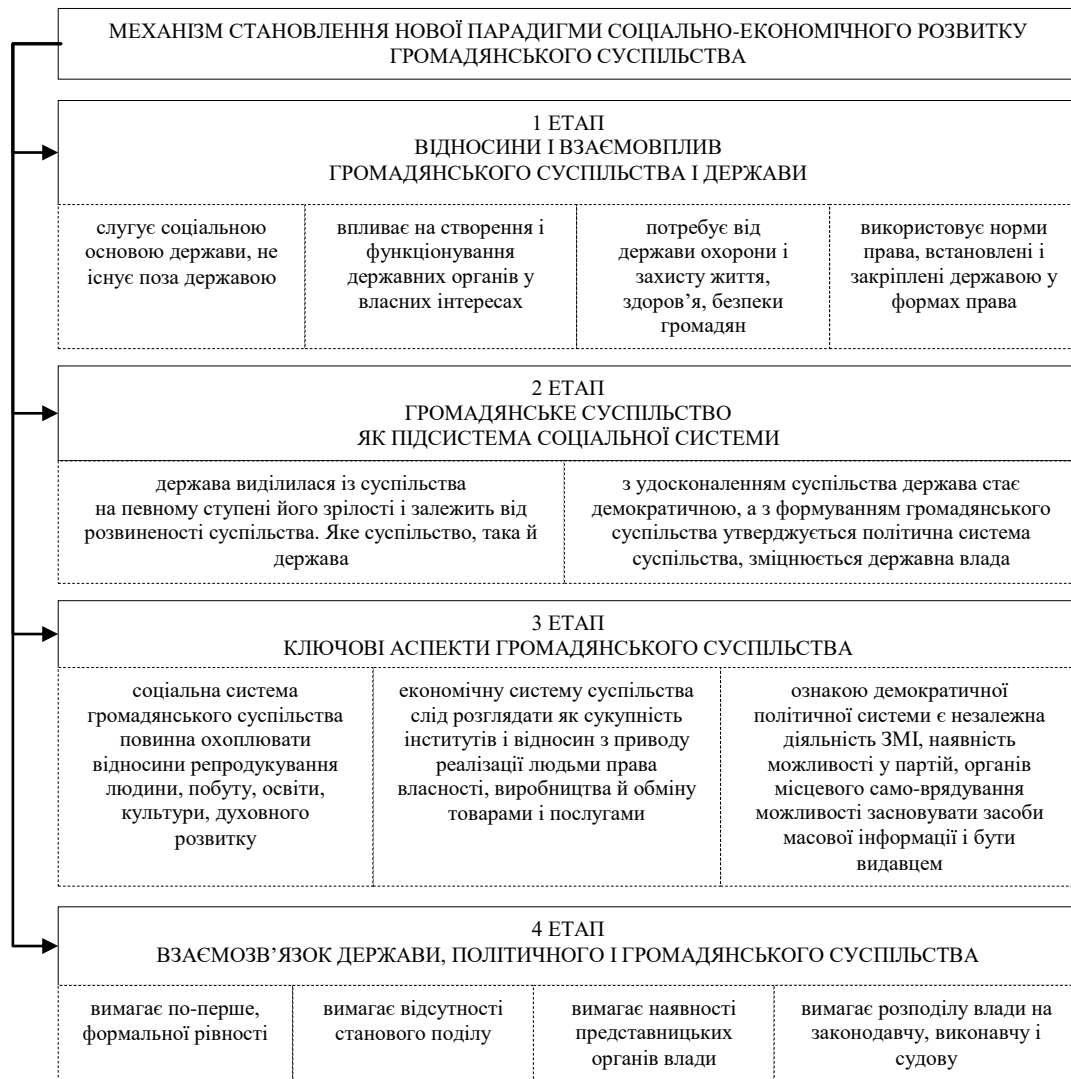 МЕХАНІЗМ СТАНОВЛЕННЯ НОВОЇ ПАРАДИГМИ СОЦІАЛЬНО-ЕКОНОМІЧНОГО РОЗВИТКУ
ГРОМАДЯНСЬКОГО СУСПІЛЬСТВА
1 ЕТАП
ВІДНОСИНИ І ВЗАЄМОВПЛИВ
ГРОМАДЯНСЬКОГО СУСПІЛЬСТВА І ДЕРЖАВИ
слугує соціальною
основою держави, не
існує поза державою
впливає на створення і
функціонування
державних органів у
власних інтересах
потребує від
держави охорони і
захисту життя,
здоров’я, безпеки
громадян
використовує норми
права, встановлені і
закріплені державою у
формах права
2 ЕТАП
ГРОМАДЯНСЬКЕ СУСПІЛЬСТВО
ЯК ПІДСИСТЕМА СОЦІАЛЬНОЇ СИСТЕМИ
держава виділилася із суспільства
на певному ступені його зрілості і залежить від
розвиненості суспільства. Яке суспільство, така й
держава
з удосконаленням суспільства держава стає
демократичною, а з формуванням громадянського
суспільства утверджується політична система
суспільства, зміцнюється державна влада
3 ЕТАП
КЛЮЧОВІ АСПЕКТИ ГРОМАДЯНСЬКОГО СУСПІЛЬСТВА
соціальна система
громадянського суспільства
повинна охоплювати
відносини репродукування
людини, побуту, освіти,
культури, духовного
розвитку
економічну систему суспільства
слід розглядати як сукупність
інститутів і відносин з приводу
реалізації людьми права
власності, виробництва й обміну
товарами і послугами
ознакою демократичної
політичної системи є незалежна
діяльність ЗМІ, наявність
можливості у партій, органів
місцевого само-врядування
можливості засновувати засоби
масової інформації і бути
видавцем
4 ЕТАП
ВЗАЄМОЗВ’ЯЗОК ДЕРЖАВИ, ПОЛІТИЧНОГО І ГРОМАДЯНСЬКОГО СУСПІЛЬСТВА
вимагає по-перше,
формальної рівності
вимагає відсутності
станового поділу
вимагає наявності
представницьких
органів влади
вимагає розподілу влади на
законодавчу, виконавчу і
судову